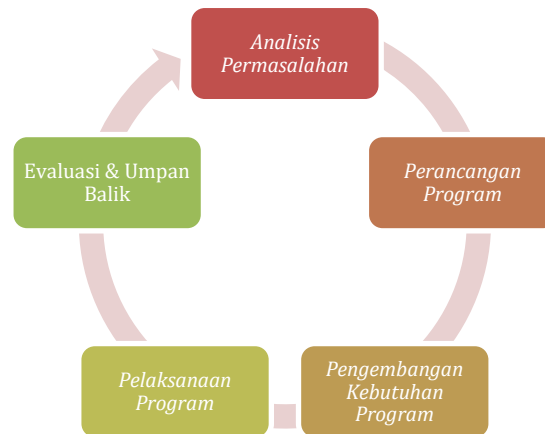 Analisis
Permasalahan
Perancangan
Program
Pengembangan
Kebutuhan
Program
Pelaksanaan
Program
Evaluasi & Umpan
Balik